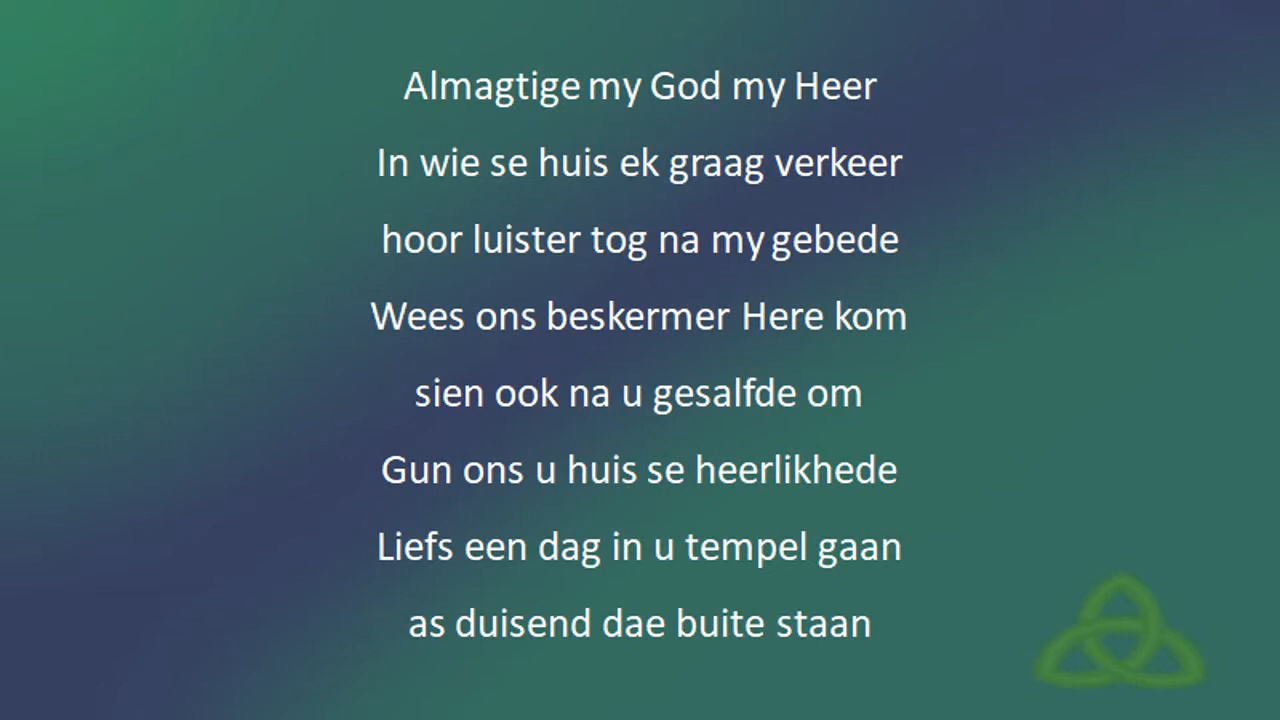 Almagtige my God my Heer
In wie se huis ek graag verkeer
hoor luister tog na my gebede
Wees ons beskermer Here kom
sien ook na u gesalfde om
Gun ons u huis se heerlikhede
Liefs een dag in u tempel gaan
as duisend dae buite staan